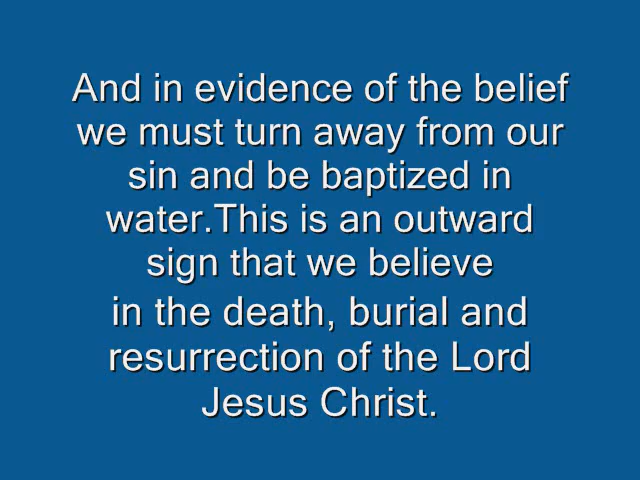 And in evidence of the belief
we must turn away from our
sin and be baptized in
water.This is an outward
sign that we believe
in the death, burial and
resurrection of the Lord
Jesus Christ.